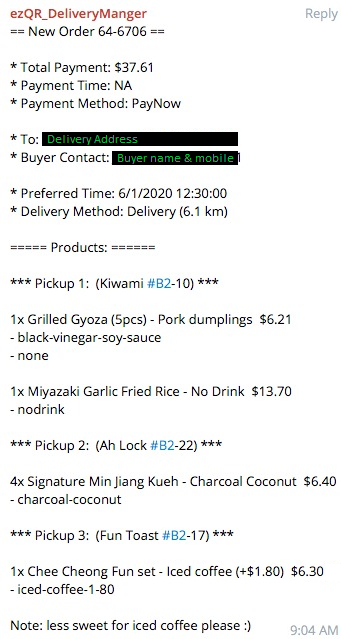 ezQR_DeliveryManger Reply
== New Order 64-6706 ==
* Total Payment: $37.61
* Payment Time: NA
* Payment Method: PayNow
* To: Delivery Address
* Buyer Contact: Buyer name & mobile
* Preferred Time: 6/1/2020 12:30:00
* Delivery Method: Delivery (6.1 km)
===== Products: ======
*** Pickup 1:  (Kiwami #B2-10) ***
1x Grilled Gyoza (5pcs) - Pork dumplings  $6.21
- black-vinegar-soy-sauce
- none
1x Miyazaki Garlic Fried Rice - No Drink  $13.70
- nodrink
*** Pickup 2:  (Ah Lock #B2-22) ***
4x Signature Min Jiang Kueh - Charcoal Coconut  $6.40
- charcoal-coconut
*** Pickup 3:  (Fun Toast #B2-17) ***
1x Chee Cheong Fun set - Iced coffee (+$1.80)  $6.30
- iced-coffee-1-80
Note: less sweet for iced coffee please :)
9:04 AM